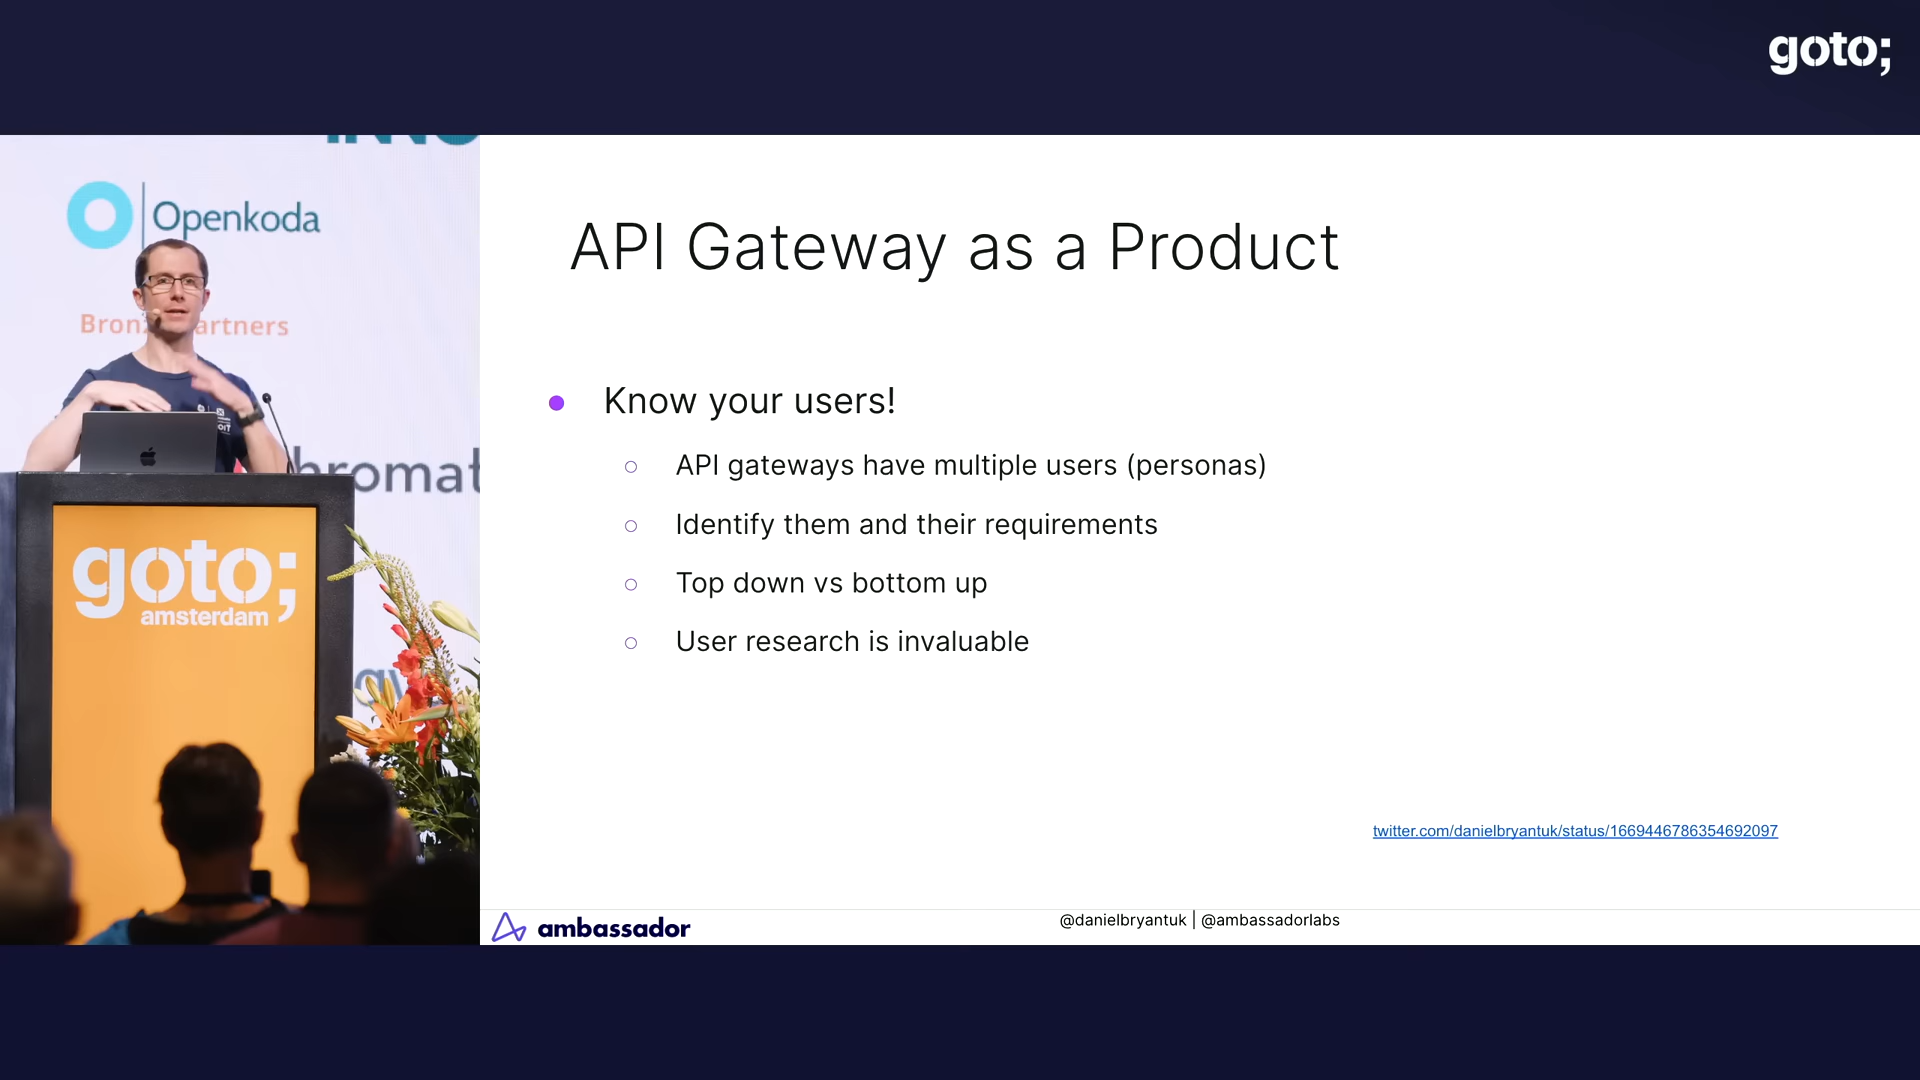 goto;
Openkoda
goto;
amsterdam
API Gateway as a Product
Know your users!
API gateways have multiple users (personas)
Identify them and their requirements
Top down vs bottom up
User research is invaluable
twitter.com/danielbryantuk/status/1669446786354692097
ambassador
@danielbryantuk | @ambassadorlabs